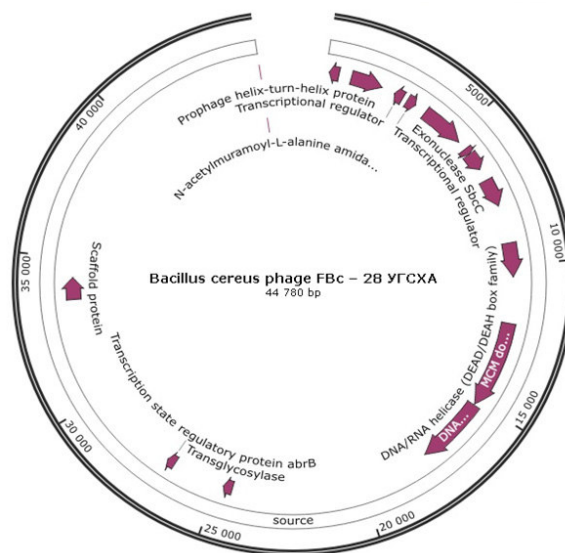 Prophage helix-turn-helix protein
Transcriptional regulator
N-acetylmuramoyl-L-alanine amida...
Exonuclease SbcC
Transcriptional regulator
5000
10 000
15 000
20 000
25 000
30 000
35 000
40 000
DNA/RNA helicase (DEAD/DEAH box family)
MCM do...
DNA...
Bacillus cereus phage FBc – 28 УГСХА
44 780 bp
Scaffold protein
Transcription state regulatory protein abrB
Transglycosylase
source